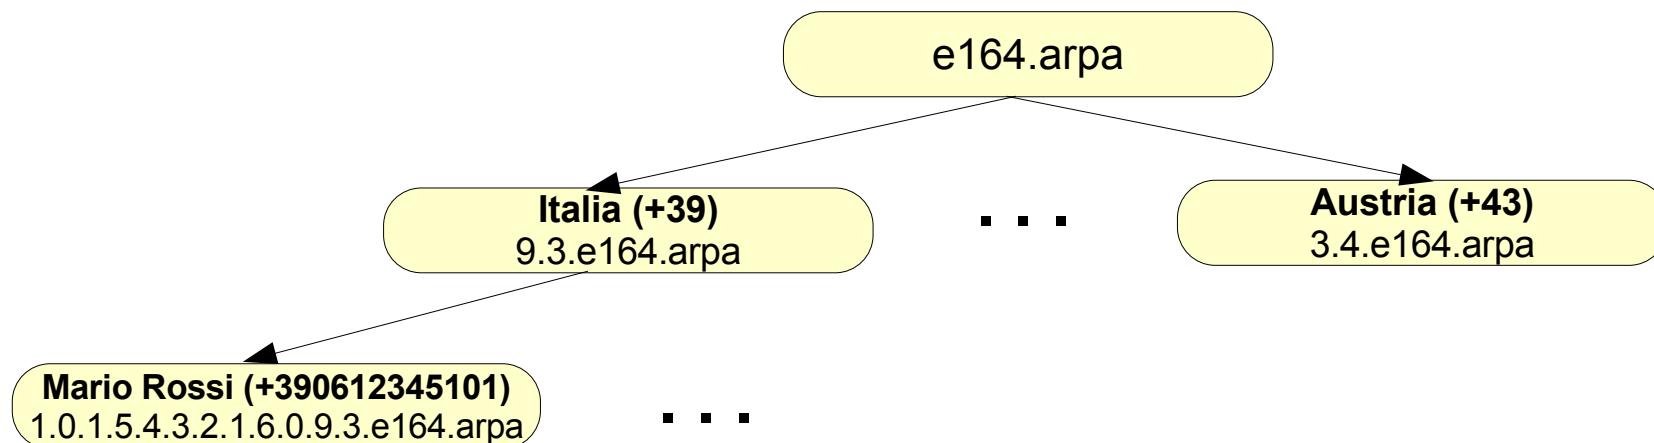 e164.arpa
Italia (+39)
9.3.e164.arpa
. . .
Austria (+43)
3.4.e164.arpa
Mario Rossi (+390612345101)
1.0.1.5.4.3.2.1.6.0.9.3.e164.arpa
. . .